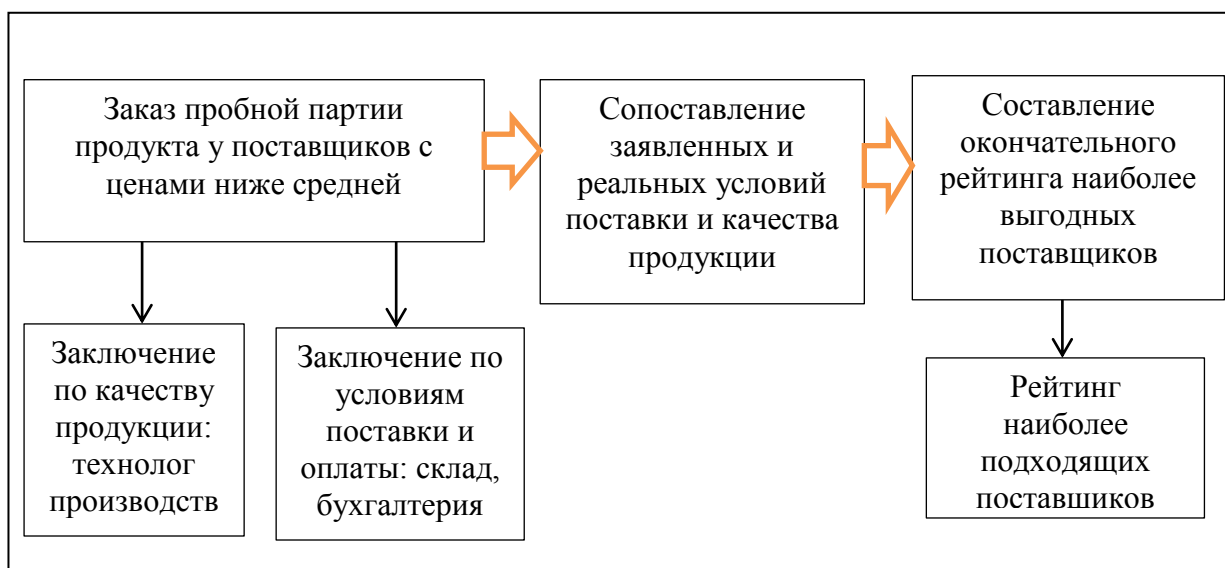 Заказ пробной партии
продукта у поставщиков с
ценами ниже средней
Сопоставление
заявленных и
реальных условий
поставки и качества
продукции
Составление
окончательного
рейтинга наиболее
выгодных
поставщиков
Заключение
по качеству
продукции:
технолог
производств
Заключение по
условиям
поставки и
оплаты: склад,
бухгалтерия
Рейтинг
наиболее
подходящих
поставшиков